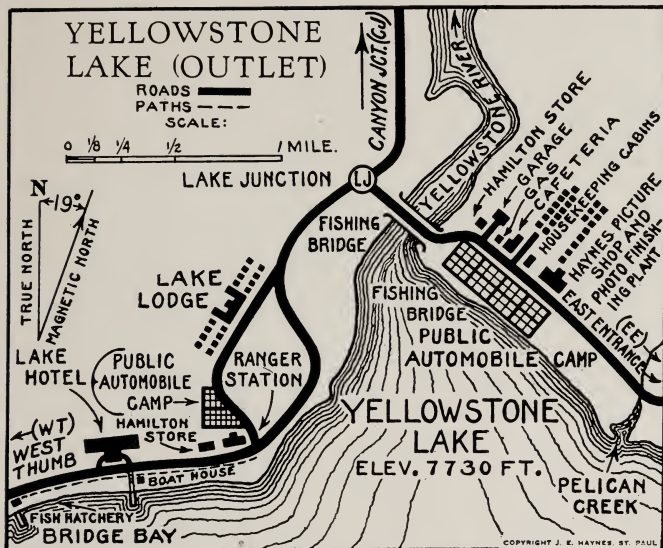 YELLOWSTONE
LAKE (OUTLET)
ROADS
PATHS
SCALE:
0 1/8 1/4 1/2 1 MILE.
CANYON JCT. (CJ)
YELLOWSTONE RIVER
LAKE JUNCTION
LJ
N
19°
TRUE NORTH
MAGNETIC NORTH
FISHING
BRIDGE
HAMILTON STORE
GARAGE
GAS
CAFETERIA
HOUSEKEEPING CABINS
HAYNES PICTURE
SHOP AND
PHOTO FINISH-
ING PLANT
EAST ENTRANCE
(EE)
LAKE
LODGE
FISHING
BRIDGE
PUBLIC
AUTOMOBILE CAMP
LAKE
HOTEL
PUBLIC
AUTOMOBILE
CAMP
RANGER
STATION
HAMILTON
STORE
(WT)
WEST
THUMB
BOAT HOUSE
FISH HATCHERY
BRIDGE BAY
YELLOWSTONE
LAKE
ELEV. 7730 FT.
PELICAN
CREEK
COPYRIGHT J. E. HAYNES, ST. PAUL